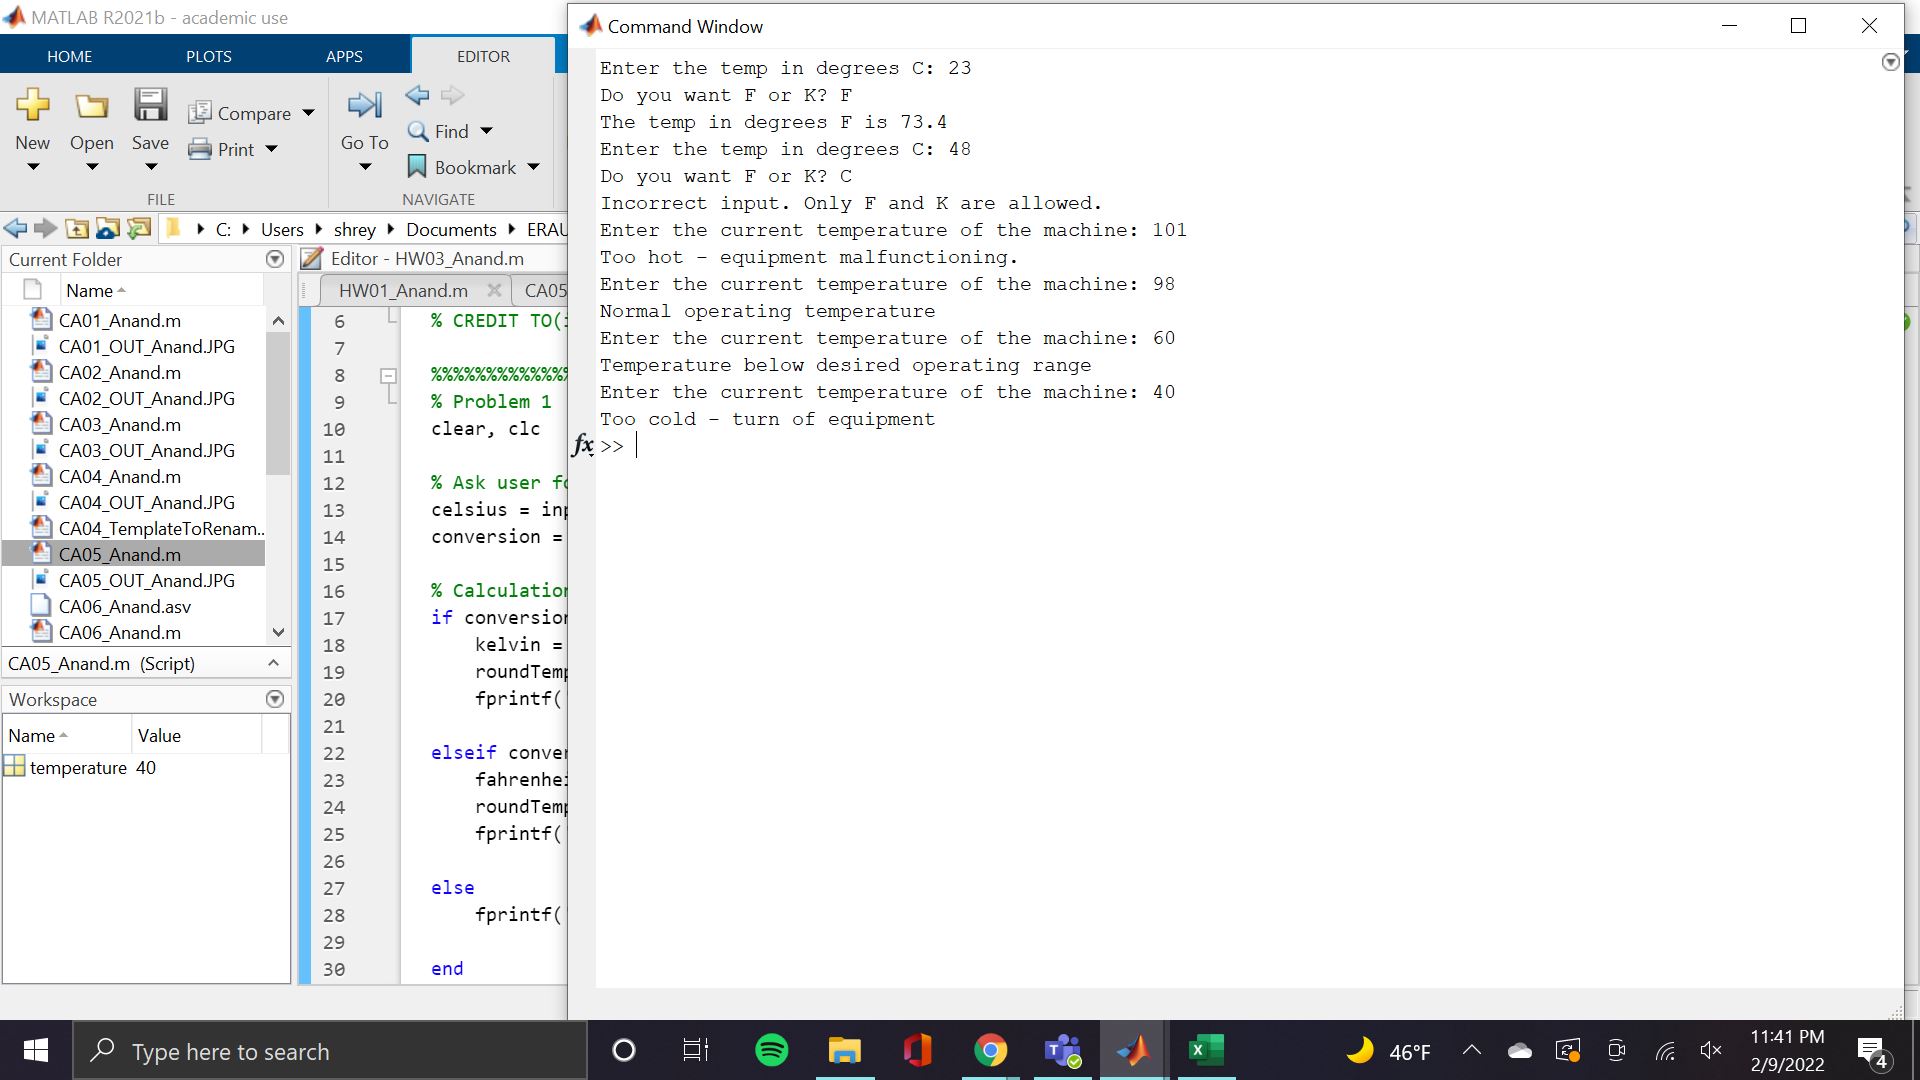 MATLAB R2021b - academic use
HOME PLOTS APPS EDITOR
New Open Save Compare Print
Go To Find Bookmark
FILE NAVIGATE
C: Users shrey Documents ERAU
Current Folder
Name
CA01_Anand.m
CA01_OUT_Anand.JPG
CA02_Anand.m
CA02_OUT_Anand.JPG
CA03_Anand.m
CA03_OUT_Anand.JPG
CA04_Anand.m
CA04_OUT_Anand.JPG
CA04_TemplateToRenam...
CA05_Anand.m
CA05_OUT_Anand.JPG
CA06_Anand.asv
CA06_Anand.m
CA05_Anand.m (Script)
Workspace
Name Value
temperature 40
Editor - HW03_Anand.m
HW01_Anand.m CA05
6 % CREDIT TO(
7
8 %%%%%%%%%%%%%
9 % Problem 1
10 clear, clc
11
12 % Ask user fo
13 celsius = inp
14 conversion =
15
16 % Calculation
17 if conversion
18 kelvin =
19 roundTemp
20 fprintf(
21
22 elseif conver
23 fahrenhei
24 roundTemp
25 fprintf(
26
27 else
28 fprintf(
29
30 end
Command Window
Enter the temp in degrees C: 23
Do you want F or K? F
The temp in degrees F is 73.4
Enter the temp in degrees C: 48
Do you want F or K? C
Incorrect input. Only F and K are allowed.
Enter the current temperature of the machine: 101
Too hot - equipment malfunctioning.
Enter the current temperature of the machine: 98
Normal operating temperature
Enter the current temperature of the machine: 60
Temperature below desired operating range
Enter the current temperature of the machine: 40
Too cold - turn of equipment
fx >>
Type here to search
46°F
11:41 PM
2/9/2022
4